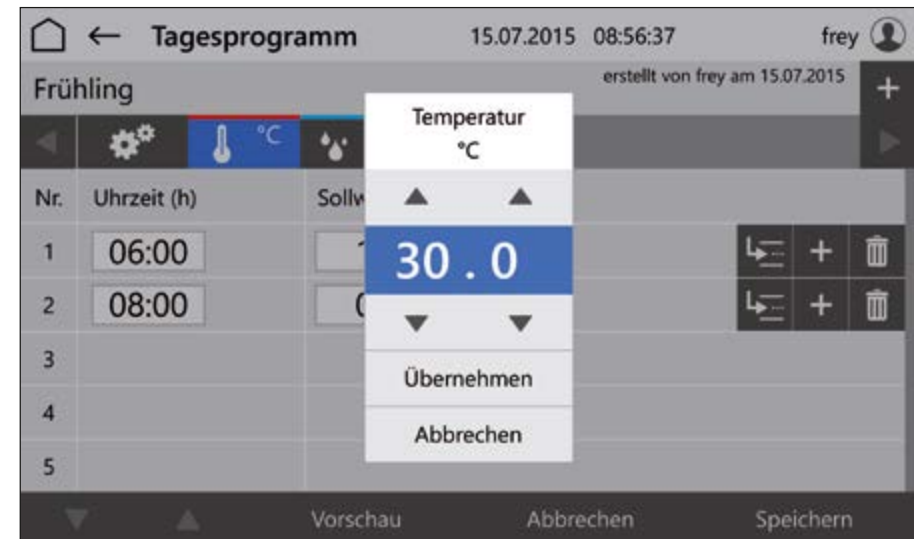 Tagesprogramm 15.07.2015 08:56:37 frey
Frühling erstellt von frey am 15.07.2015
°C
Temperatur
°C
Nr. Uhrzeit (h)
30 . 0
1 06:00
2 08:00
3
4
5
Übernehmen
Abbrechen
Vorschau Abbrechen Speichern